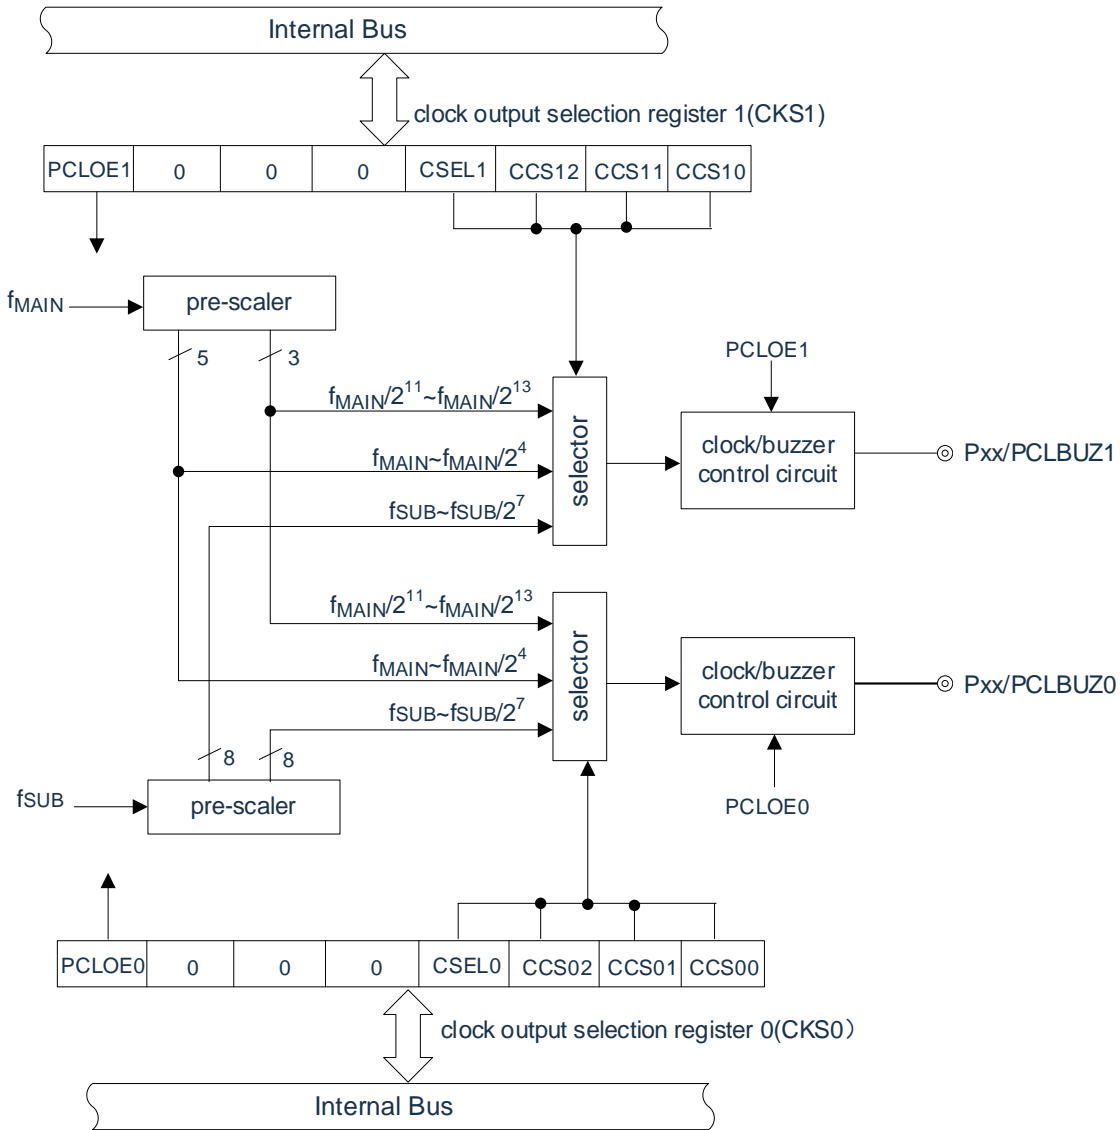 Internal Bus
clock output selection register 1(CKS1)
PCLOE1 0 0 0 CSEL1 CCS12 CCS11 CCS10
fMAIN
pre-scaler
5 3
PCLOE1
fMAIN/2^11~fMAIN/2^13
fMAIN~fMAIN/2^4
fSUB~fSUB/2^7
selector
clock/buzzer
control circuit
Pxx/PCLBUZ1
fMAIN/2^11~fMAIN/2^13
fMAIN~fMAIN/2^4
fSUB~fSUB/2^7
selector
clock/buzzer
control circuit
Pxx/PCLBUZ0
8 8
fSUB
pre-scaler
PCLOE0
PCLOE0 0 0 0 CSEL0 CCS02 CCS01 CCS00
clock output selection register 0(CKS0）
Internal Bus